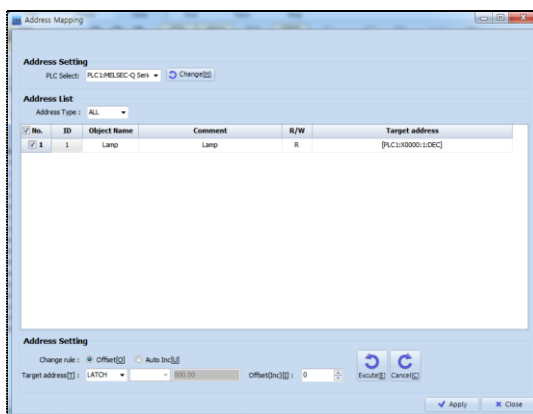 Address Mapping
Address Setting
PLC Select: PLC1:MELSEC-Q Seri Change[H]
Address List
Address Type : ALL
No. ID Object Name Comment R/W Target address
1 1 Lamp Lamp R [PLC1:X0000:1:DEC]
Address Setting
Change rule : Offset[O] Auto Inc[U]
Target address[T] : LATCH 000.00 Offset(Inc)[I] : 0 Excute[E] Cancel[C]
Apply Close